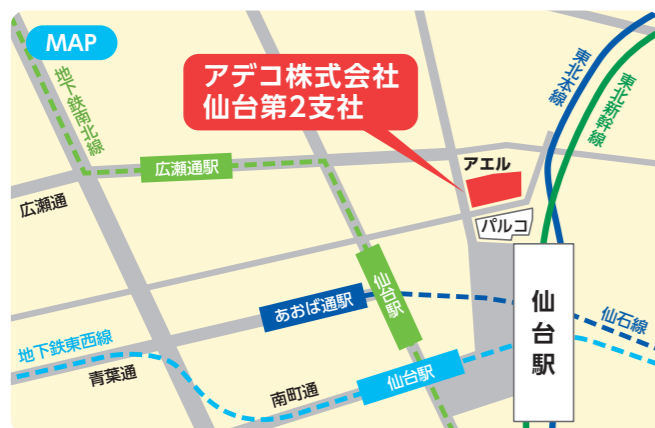 MAP
アデコ株式会社
仙台第2支社
地下鉄南北線
東北本線
東北新幹線
広瀬通駅
アエル
広瀬通
パルコ
仙台駅
あおば通駅
仙台駅
仙石線
地下鉄東西線
青葉通
南町通
仙台駅